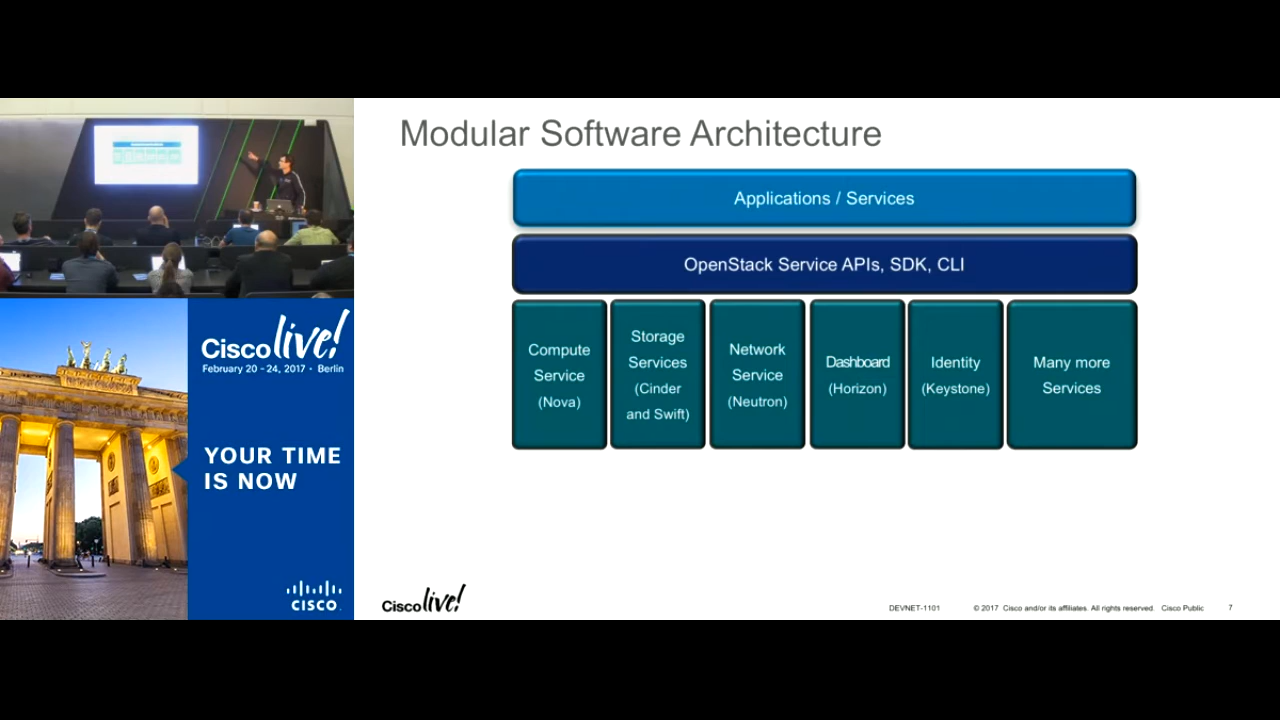 Modular Software Architecture
Applications / Services
OpenStack Service APIs, SDK, CLI
Compute
Service
(Nova)
Storage
Services
(Cinder
and Swift)
Network
Service
(Neutron)
Dashboard
(Horizon)
Identity
(Keystone)
Many more
Services
Cisco live!
February 20 - 24, 2017 • Berlin
YOUR TIME
IS NOW
CISCO
Cisco live!
DEVNET-1101
© 2017 Cisco and/or its affiliates. All rights reserved. Cisco Public
7